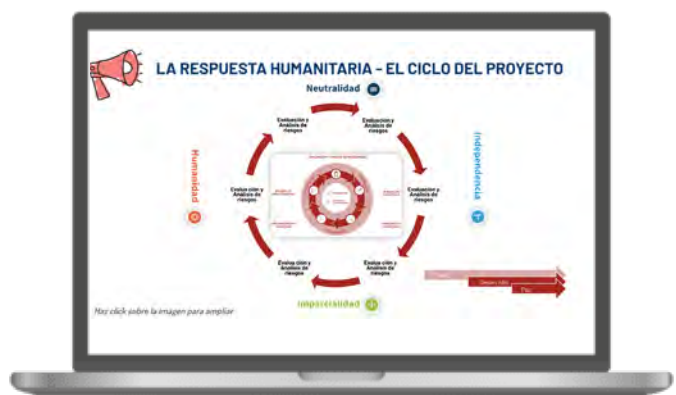 LA RESPUESTA HUMANITARIA - EL CICLO DEL PROYECTO
Neutralidad
Evaluación y
Análisis de
riesgos
Evaluación y
Análisis de
riesgos
Humanidad
Independencia
Evaluación y
Análisis de
riesgos
Evaluación y
Análisis de
riesgos
Evaluación y
Análisis de
riesgos
Evaluación y
Análisis de
riesgos
Imparcialidad
Desarrollo
Paz
Haz click sobre la imagen para ampliar